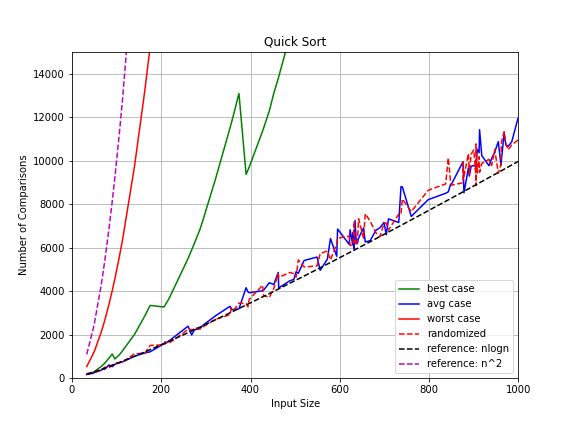 Quick Sort
Number of Comparisons
14000
12000
10000
8000
6000
4000
2000
0
0 200 400 600 800 1000
Input Size
best case
avg case
worst case
randomized
reference: nlogn
reference: n^2